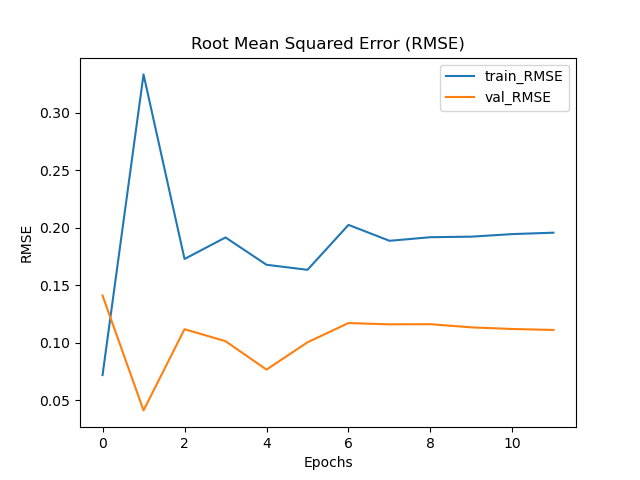 Root Mean Squared Error (RMSE)
train_RMSE
val_RMSE
RMSE
0.30
0.25
0.20
0.15
0.10
0.05
0 2 4 6 8 10
Epochs